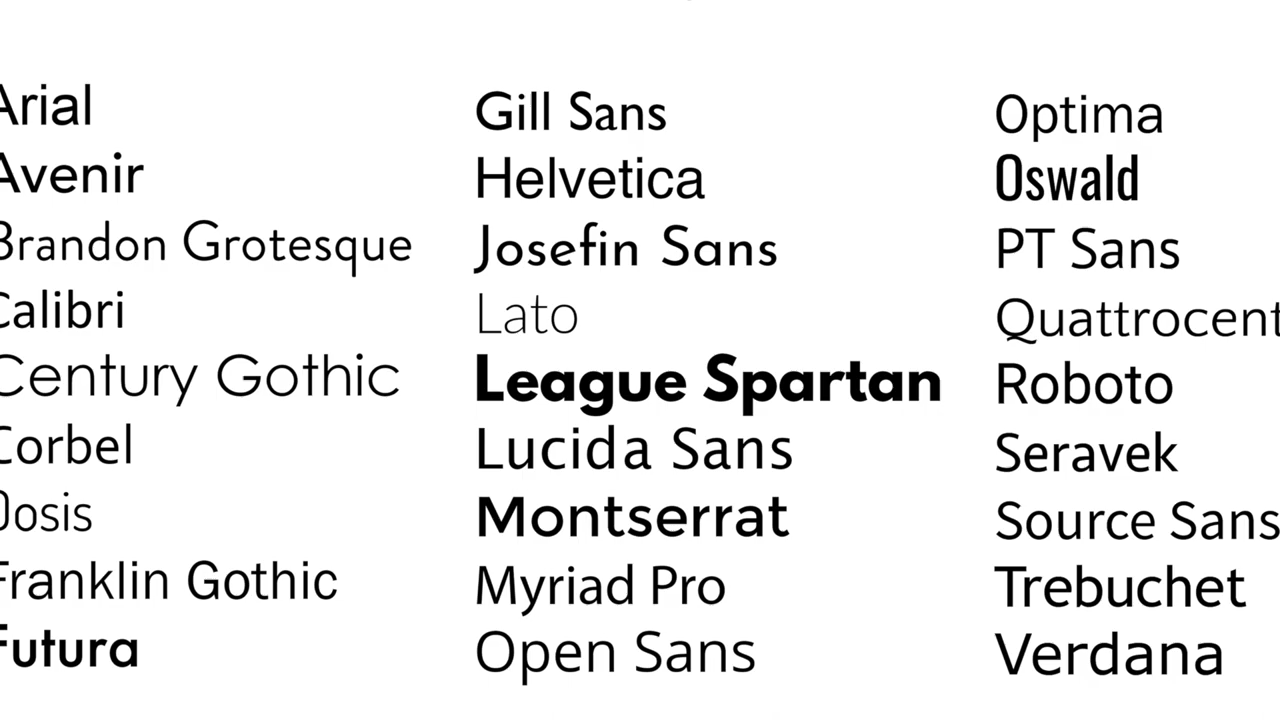 Arial
Avenir
Brandon Grotesque
Calibri
Century Gothic
Corbel
Dosis
Franklin Gothic
Futura
Gill Sans
Helvetica
Josefin Sans
Lato
League Spartan
Lucida Sans
Montserrat
Myriad Pro
Open Sans
Optima
Oswald
PT Sans
Quattrocent
Roboto
Seravek
Source Sans
Trebuchet
Verdana